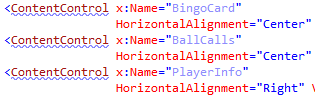 <ContentControl x:Name="BingoCard"
HorizontalAlignment="Center"
<ContentControl x:Name="BallCalls"
HorizontalAlignment="Center"
<ContentControl x:Name="PlayerInfo"
HorizontalAlignment="Right"